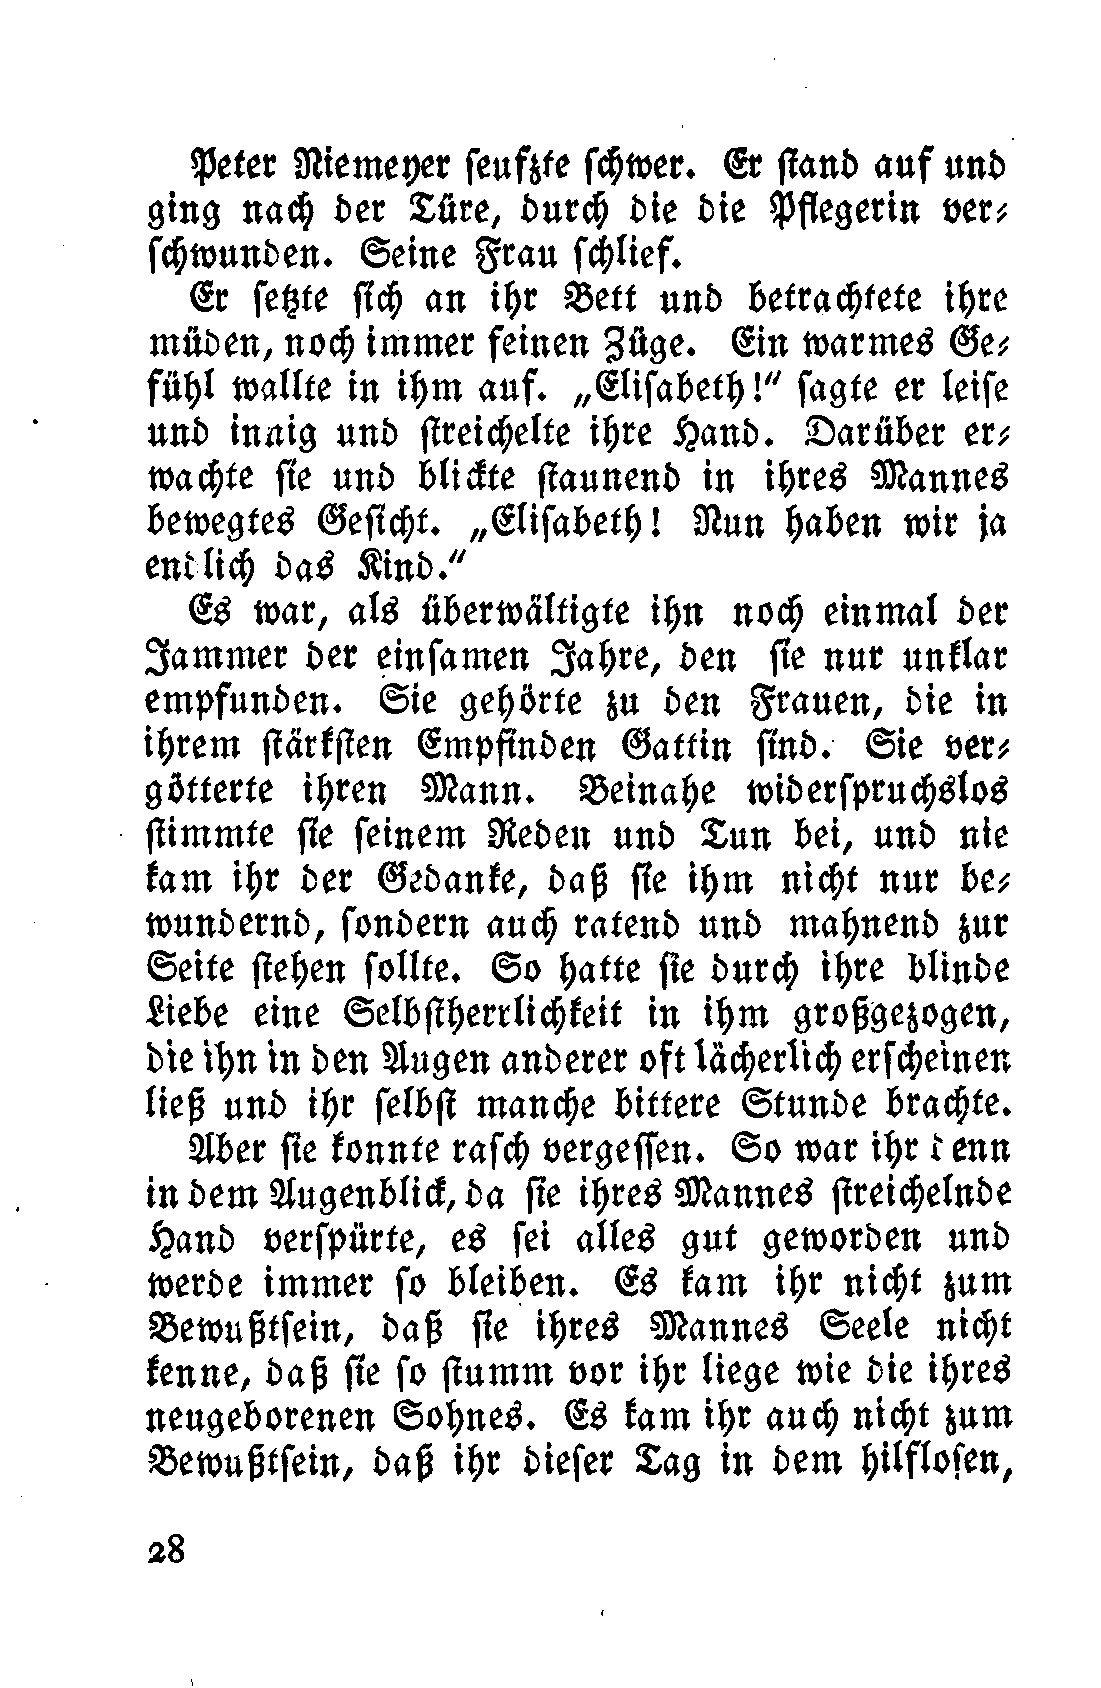 Peter Niemeyer seufzte schwer. Er stand auf und
ging nach der Türe, durch die die Pflegerin ver-
schwunden. Seine Frau schlief.
Er setzte sich an ihr Bett und betrachtete ihre
müden, noch immer feinen Züge. Ein warmes Ge-
fühl wallte in ihm auf. „Elisabeth!“ sagte er leise
und innig und streichelte ihre Hand. Darüber er-
wachte sie und blickte staunend in ihres Mannes
bewegtes Gesicht. „Elisabeth! Nun haben wir ja
endlich das Kind.“
Es war, als überwältigte ihn noch einmal der
Jammer der einsamen Jahre, den sie nur unklar
empfunden. Sie gehörte zu den Frauen, die in
ihrem stärksten Empfinden Gattin sind. Sie ver-
götterte ihren Mann. Beinahe widerspruchslos
stimmte sie seinem Reden und Tun bei, und nie
kam ihr der Gedanke, daß sie ihm nicht nur be-
wundernd, sondern auch ratend und mahnend zur
Seite stehen sollte. So hatte sie durch ihre blinde
Liebe eine Selbstherrlichkeit in ihm großgezogen,
die ihn in den Augen anderer oft lächerlich erscheinen
ließ und ihr selbst manche bittere Stunde brachte.
Aber sie konnte rasch vergessen. So war ihr denn
in dem Augenblick, da sie ihres Mannes streichelnde
Hand verspürte, es sei alles gut geworden und
werde immer so bleiben. Es kam ihr nicht zum
Bewußtsein, daß sie ihres Mannes Seele nicht
kenne, daß sie so stumm vor ihr liege wie die ihres
neugeborenen Sohnes. Es kam ihr auch nicht zum
Bewußtsein, daß ihr dieser Tag in dem hilflosen,
28